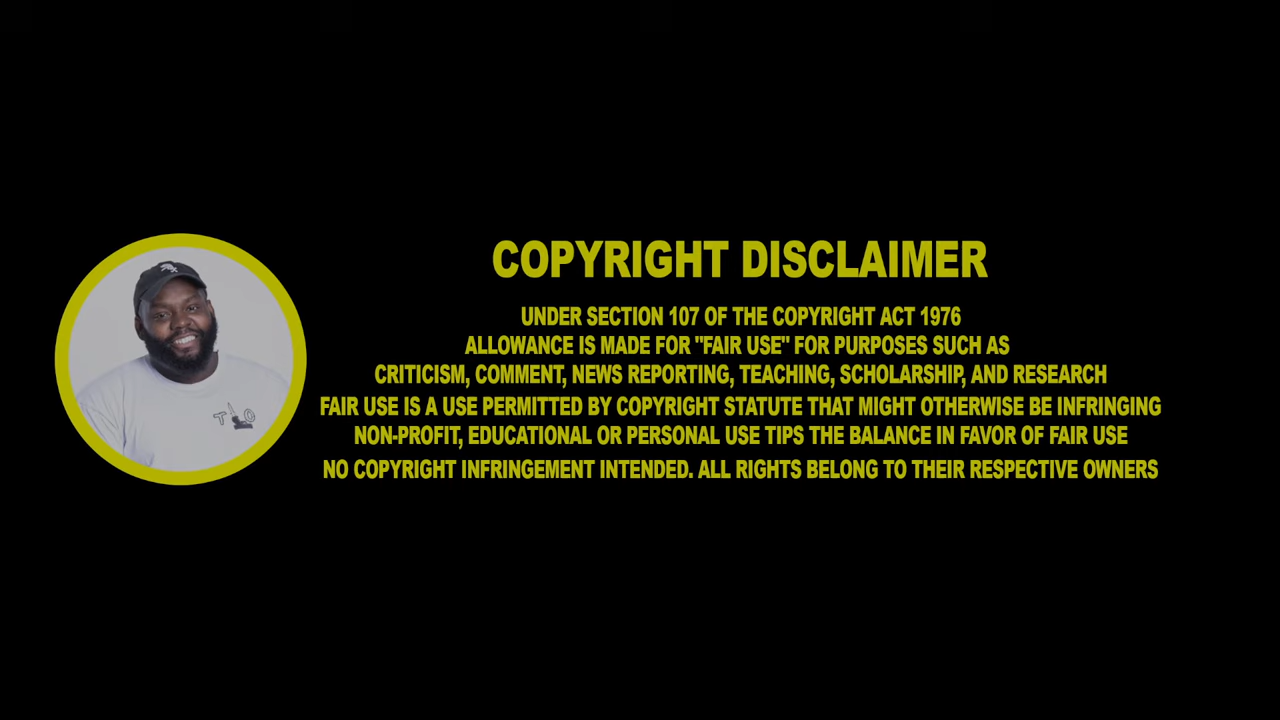 COPYRIGHT DISCLAIMER
UNDER SECTION 107 OF THE COPYRIGHT ACT 1976
ALLOWANCE IS MADE FOR "FAIR USE" FOR PURPOSES SUCH AS
CRITICISM, COMMENT, NEWS REPORTING, TEACHING, SCHOLARSHIP, AND RESEARCH
FAIR USE IS A USE PERMITTED BY COPYRIGHT STATUTE THAT MIGHT OTHERWISE BE INFRINGING
NON-PROFIT, EDUCATIONAL OR PERSONAL USE TIPS THE BALANCE IN FAVOR OF FAIR USE
NO COPYRIGHT INFRINGEMENT INTENDED. ALL RIGHTS BELONG TO THEIR RESPECTIVE OWNERS